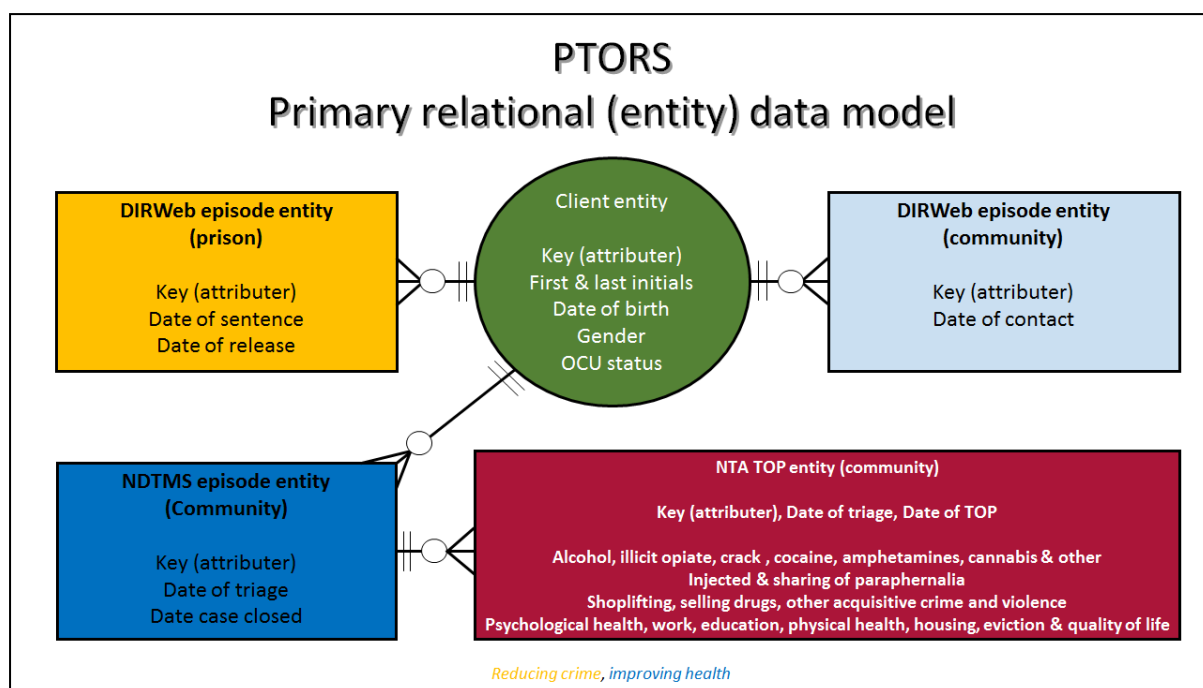 PTORS
Primary relational (entity) data model
DIRWeb episode entity
(prison)
Key (attributer)
Date of sentence
Date of release
Client entity
Key (attributer)
First & last initials
Date of birth
Gender
OCU status
DIRWeb episode entity
(community)
Key (attributer)
Date of contact
NDTMS episode entity
(Community)
Key (attributer)
Date of triage
Date case closed
NTA TOP entity (community)
Key (attributer), Date of triage, Date of TOP
Alcohol, illicit opiate, crack , cocaine, amphetamines, cannabis & other
Injected & sharing of paraphernalia
Shoplifting, selling drugs, other acquisitive crime and violence
Psychological health, work, education, physical health, housing, eviction & quality of life
Reducing crime, improving health